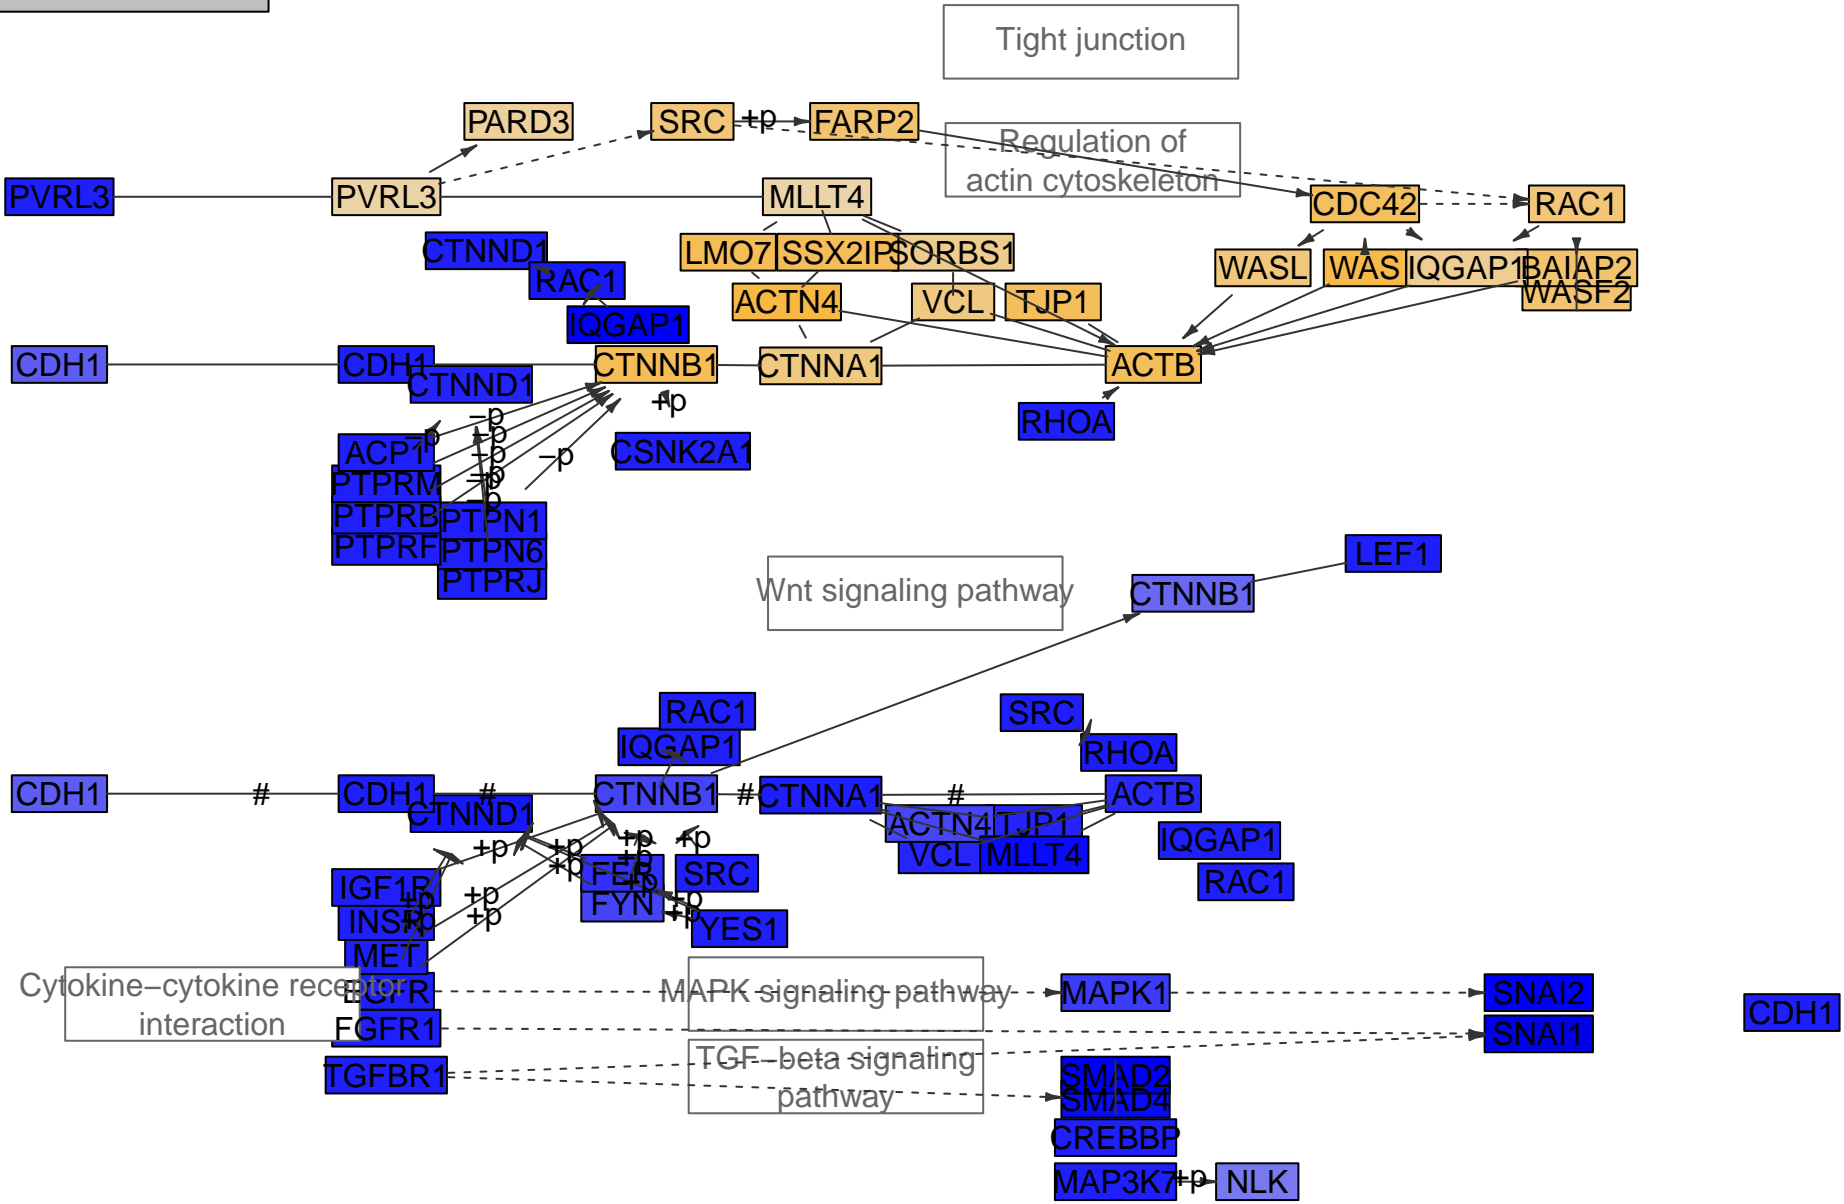 Tight junction
PARD3
SRC
+p
FARP2
Regulation of
actin cytoskeleton
PVRL3
PVRL3
MLLT4
CDC42
RAC1
CTNND1
RAC1
IQGAP1
LMO7
SSX2IP
SORBS1
WASL
WAS
IQGAP1
BAIAP2
WASF2
ACTN4
VCL
TJP1
CDH1
CDH1
CTNND1
CTNNB1
CTNNA1
ACTB
+p
RHOA
−p
−p
−p
−p
−p
−p
−p
−p
ACP1
CSNK2A1
PTPRM
PTPRB
PTPN1
PTPRF
PTPN6
PTPRJ
LEF1
Wnt signaling pathway
CTNNB1
RAC1
IQGAP1
SRC
RHOA
CDH1
#
CDH1
#
CTNNB1
#
CTNNA1
#
ACTB
CTNND1
ACTN4
TJP1
VCL
MLLT4
IQGAP1
RAC1
+p
+p
+p
+p
+p
+p
FER
SRC
+p
IGF1R
+p
+p
+p
FYN
+p
INSR
+p
+p
+p
YES1
MET
Cytokine−cytokine receptor
interaction
EGFR
MAPK signaling pathway
MAPK1
SNAI2
CDH1
FGFR1
SNAI1
TGF−beta signaling
pathway
TGFBR1
SMAD2
SMAD4
CREBBP
MAP3K7
+p
NLK